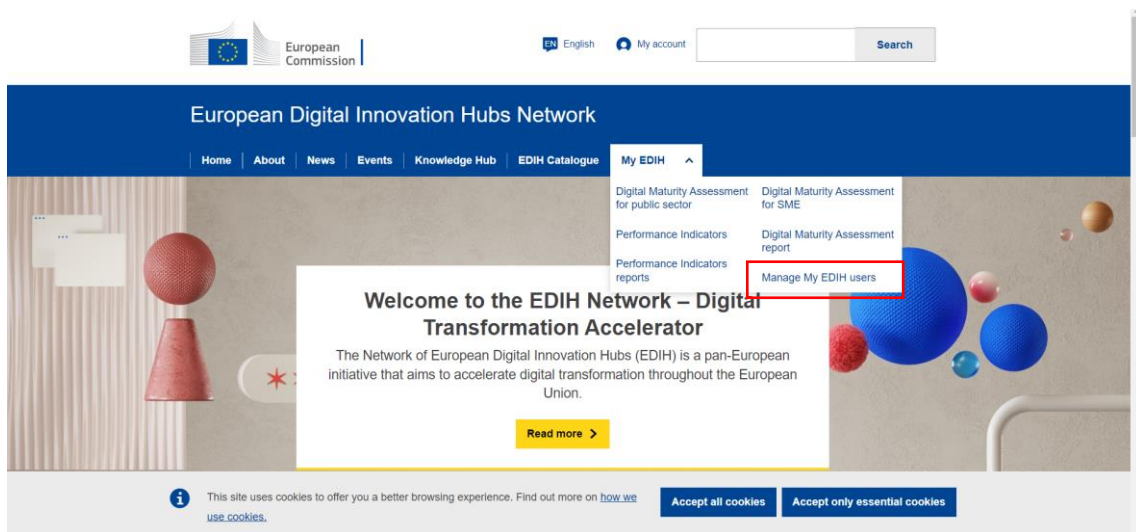 European
Commission
EN English
My account
Search
European Digital Innovation Hubs Network
Home
About
News
Events
Knowledge Hub
EDIH Catalogue
My EDIH
Digital Maturity Assessment
for public sector
Digital Maturity Assessment
for SME
Performance Indicators
Digital Maturity Assessment
report
Performance Indicators
reports
Manage My EDIH users
Welcome to the EDIH Network – Digital
Transformation Accelerator
The Network of European Digital Innovation Hubs (EDIH) is a pan-European
initiative that aims to accelerate digital transformation throughout the European
Union.
Read more
This site uses cookies to offer you a better browsing experience. Find out more on how we
use cookies.
Accept all cookies
Accept only essential cookies